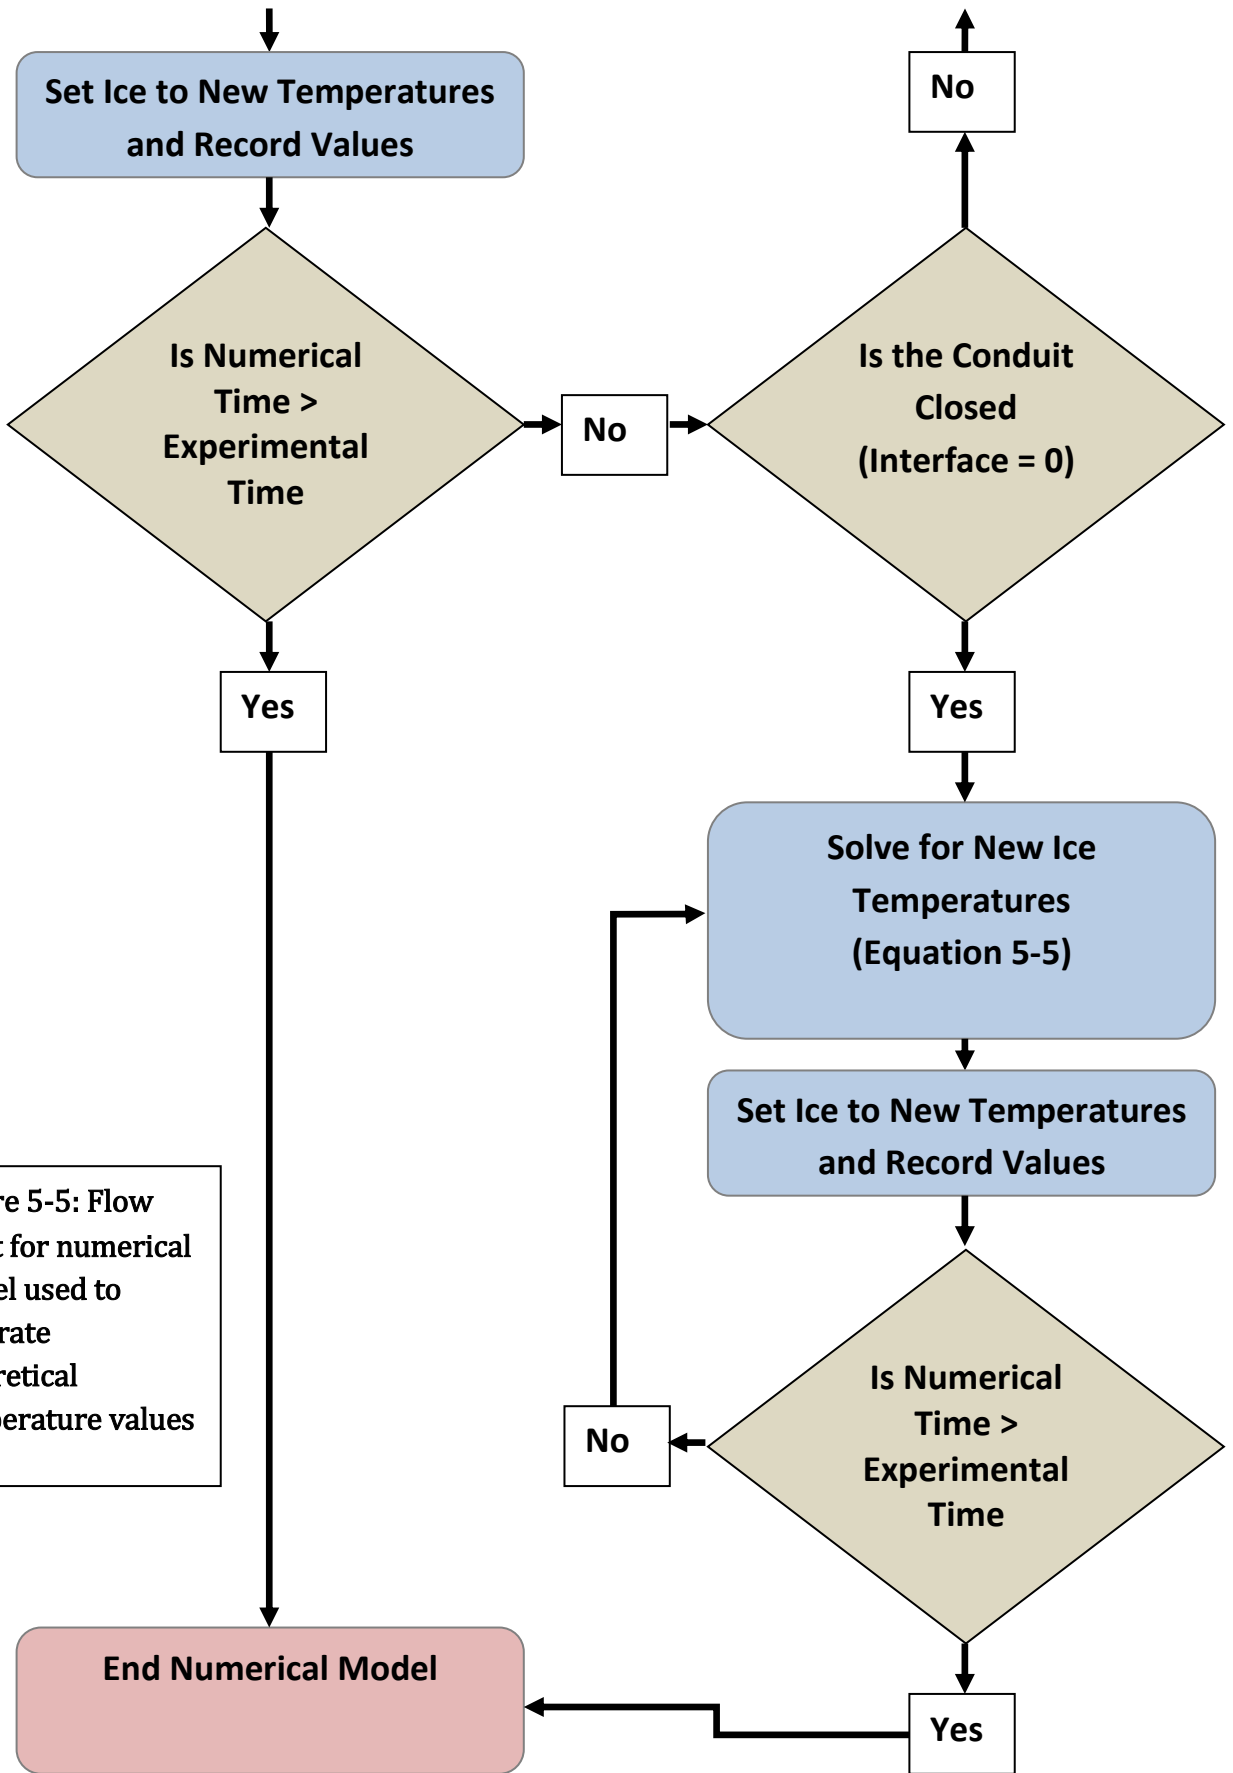 Set Ice to New Temperatures
and Record Values
No
Is Numerical
Time >
Experimental
Time
No
Is the Conduit
Closed
(Interface = 0)
Yes
Yes
Solve for New Ice
Temperatures
(Equation 5-5)
Set Ice to New Temperatures
and Record Values
re 5-5: Flow
t for numerical
el used to
rate
retical
perature values
Is Numerical
Time >
Experimental
Time
No
End Numerical Model
Yes